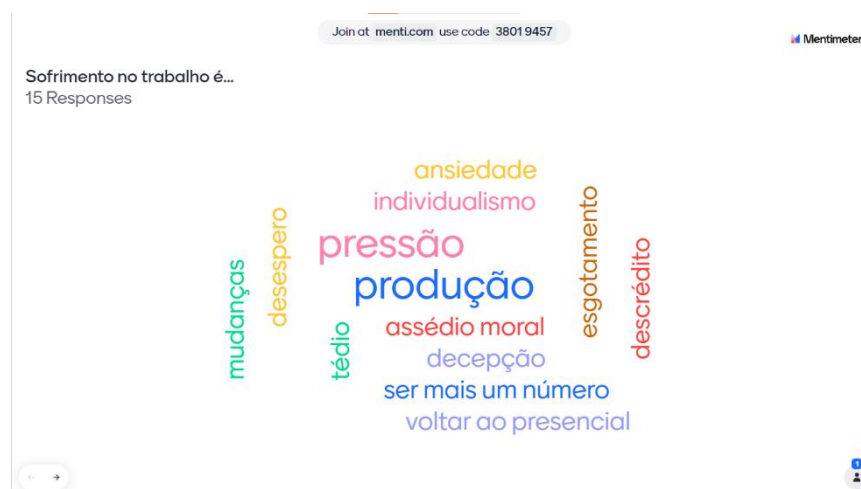 Join at menti.com use code 3801 9457
Mentimeter
Sofrimento no trabalho é...
15 Responses
ansiedade
individualismo
pressão
produção
assédio moral
decepção
ser mais um número
voltar ao presencial
mudanças
desespero
tédio
esgotamento
descrédito
1